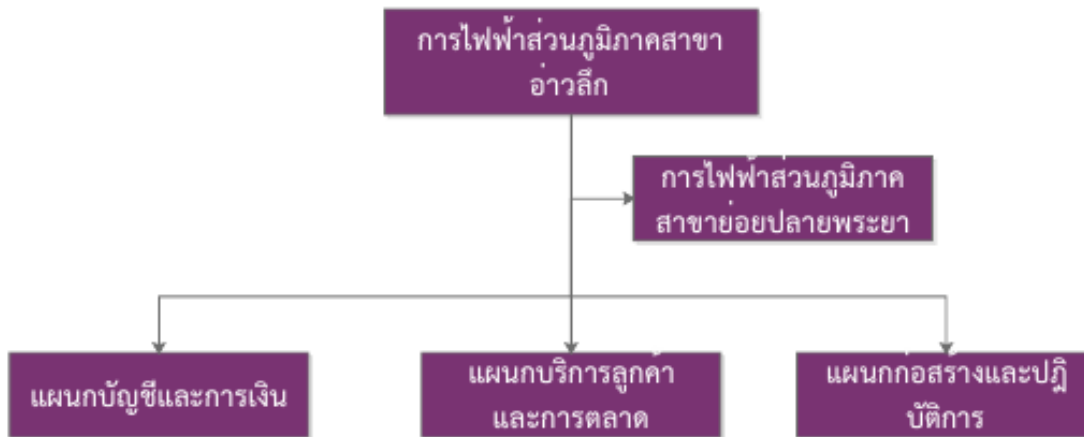 การไฟฟ้าส่วนภูมิภาคสาขา
อ่าวลึก
การไฟฟ้าส่วนภูมิภาค
สาขาย่อยปลายพระยา
แผนกบัญชีและการเงิน
แผนกบริการลูกค้า
และการตลาด
แผนกก่อสร้างและปฏิ
บัติการ